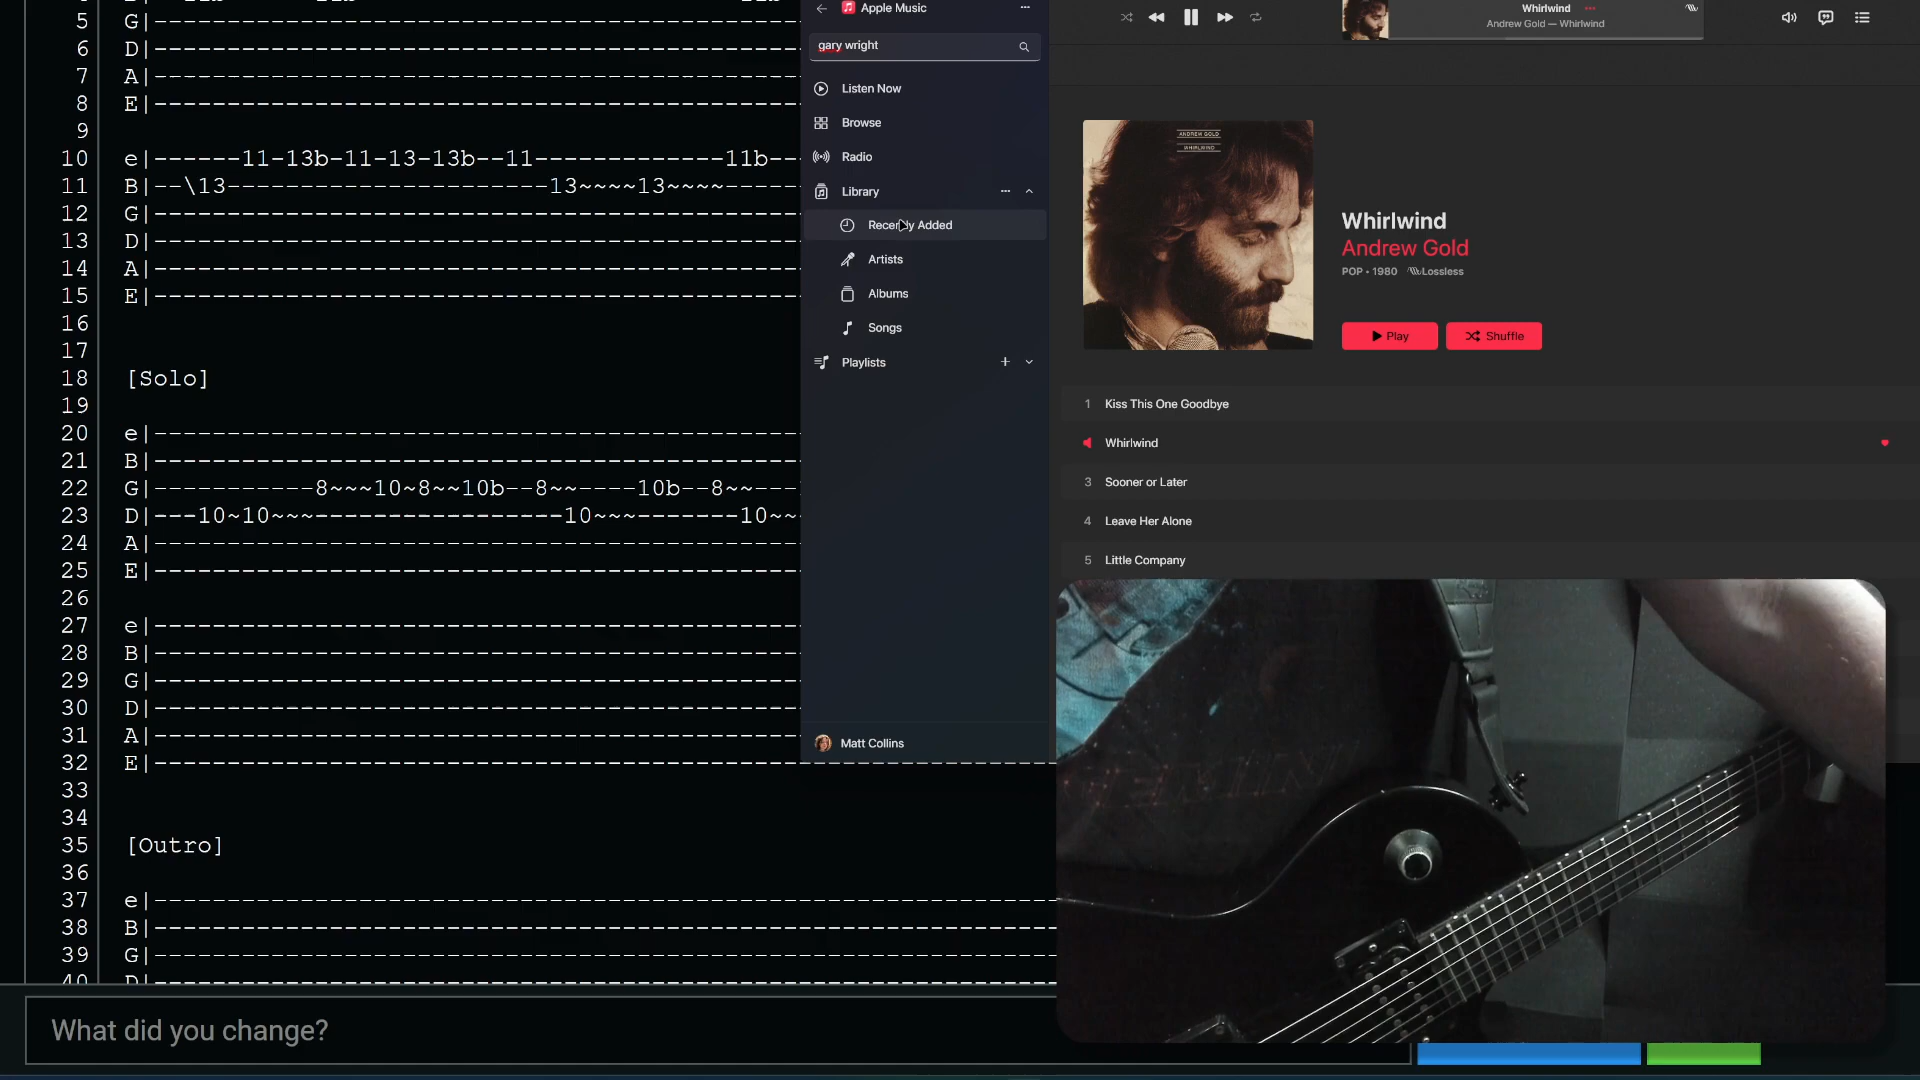 5 G|---------------------------------------------
6 D|---------------------------------------------
7 A|---------------------------------------------
8 E|---------------------------------------------
9
10 e|------11-13b-11-13-13b--11-------------11b--
11 B|--\13----------------------13~~~~13~~~~-----
12 G|---------------------------------------------
13 D|---------------------------------------------
14 A|---------------------------------------------
15 E|---------------------------------------------
16
17
18 [Solo]
19
20 e|---------------------------------------------
21 B|---------------------------------------------
22 G|-----------8~~~10~8~~10b--8~~----10b--8~~---
23 D|---10~10~~~-----------------10~~~-------10~~
24 A|---------------------------------------------
25 E|---------------------------------------------
26
27 e|---------------------------------------------
28 B|---------------------------------------------
29 G|---------------------------------------------
30 D|---------------------------------------------
31 A|---------------------------------------------
32 E|---------------------------------------------
33
34
35 [Outro]
36
37 e|---------------------------------------------
38 B|---------------------------------------------
39 G|---------------------------------------------
40 D|---------------------------------------------
What did you change?
Apple Music
gary wright
Listen Now
Browse
Radio
Library
Recently Added
Artists
Albums
Songs
Playlists
Matt Collins
Whirlwind
Andrew Gold — Whirlwind
ANDREW GOLD
WHIRLWIND
Whirlwind
Andrew Gold
POP • 1980 Lossless
Play
Shuffle
1 Kiss This One Goodbye
Whirlwind
3 Sooner or Later
4 Leave Her Alone
5 Little Company